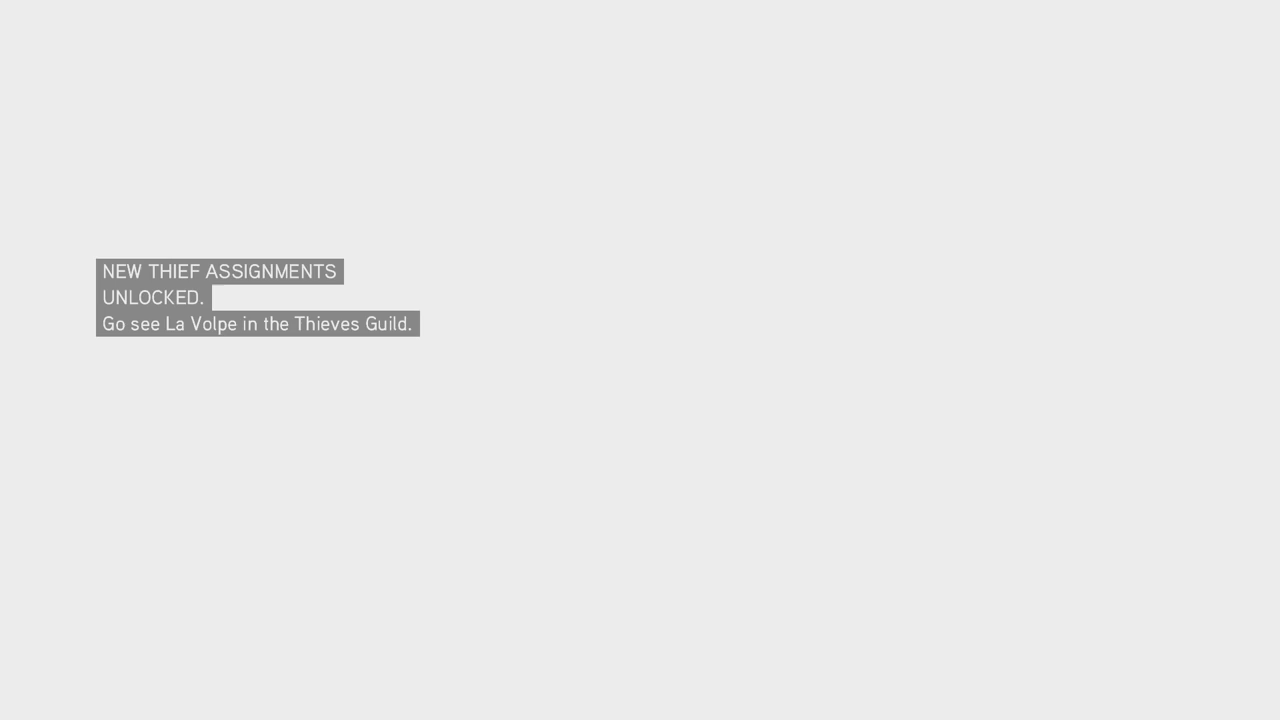 NEW THIEF ASSIGNMENTS
UNLOCKED.
Go see La Volpe in the Thieves Guild.